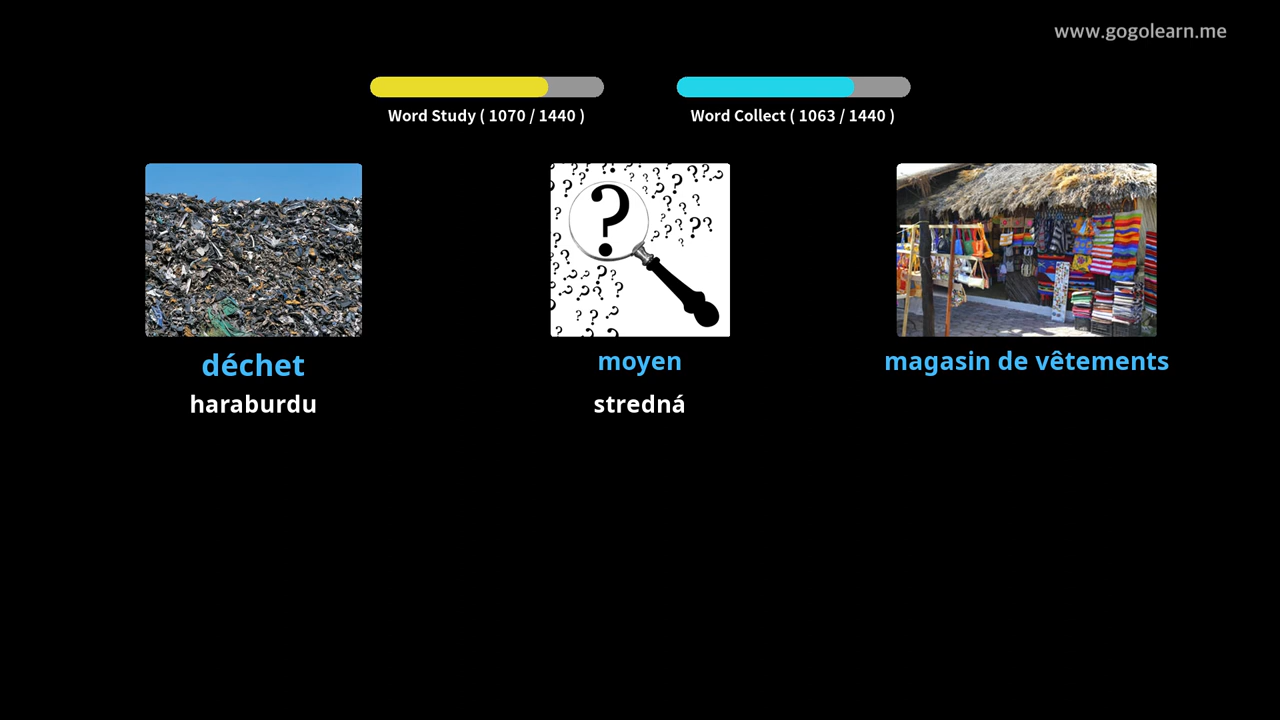 www.gogolearn.me
Word Study ( 1070 / 1440 )
Word Collect ( 1063 / 1440 )
déchet
moyen
magasin de vêtements
haraburdu
stredná